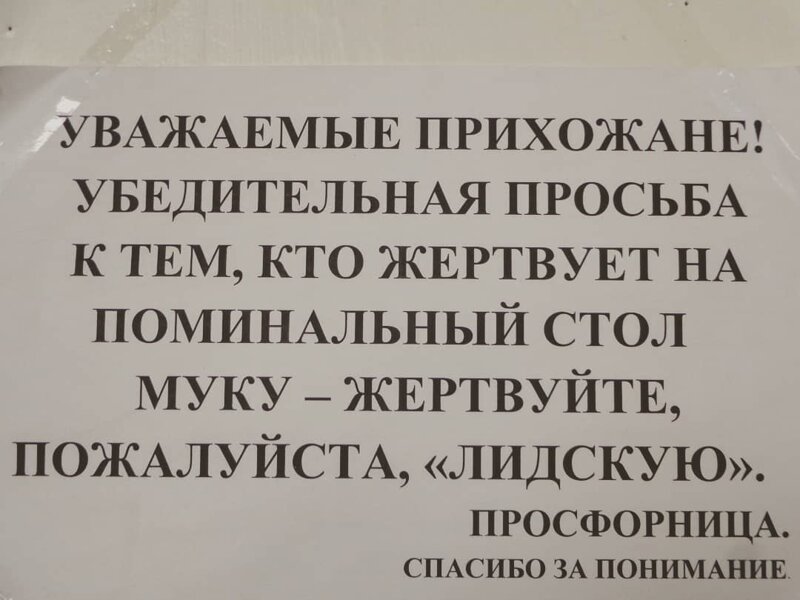 УВАЖАЕМЫЕ ПРИХОЖАНЕ!
УБЕДИТЕЛЬНАЯ ПРОСЬБА
К ТЕМ, КТО ЖЕРТВУЕТ НА
ПОМИНАЛЬНЫЙ СТОЛ
МУКУ – ЖЕРТВУЙТЕ,
ПОЖАЛУЙСТА, «ЛИДСКУЮ».
ПРОСФОРНИЦА.
СПАСИБО ЗА ПОНИМАНИЕ.